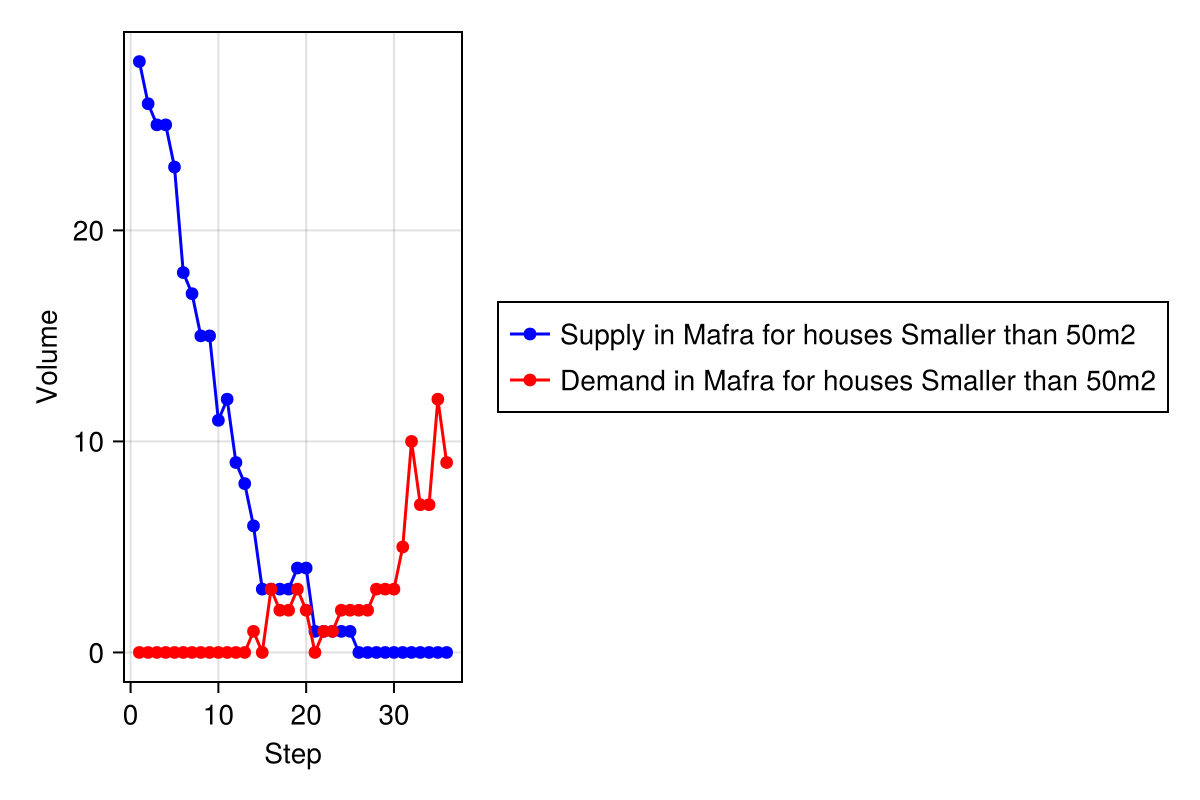 Volume
20
10
0
0 10 20 30
Step
Supply in Mafra for houses Smaller than 50m2
Demand in Mafra for houses Smaller than 50m2